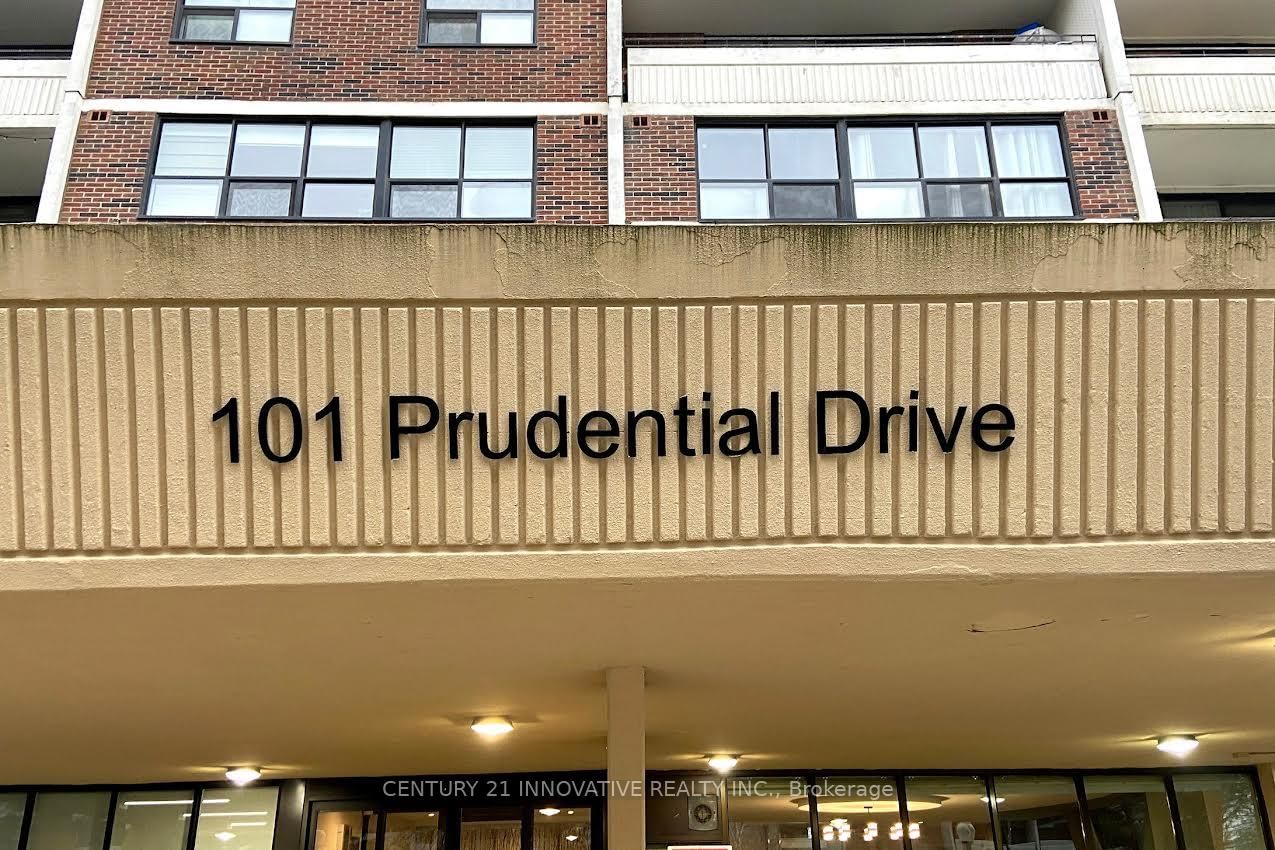 101 Prudential Drive
CENTURY 21 INNOVATIVE REALTY INC., Brokerage